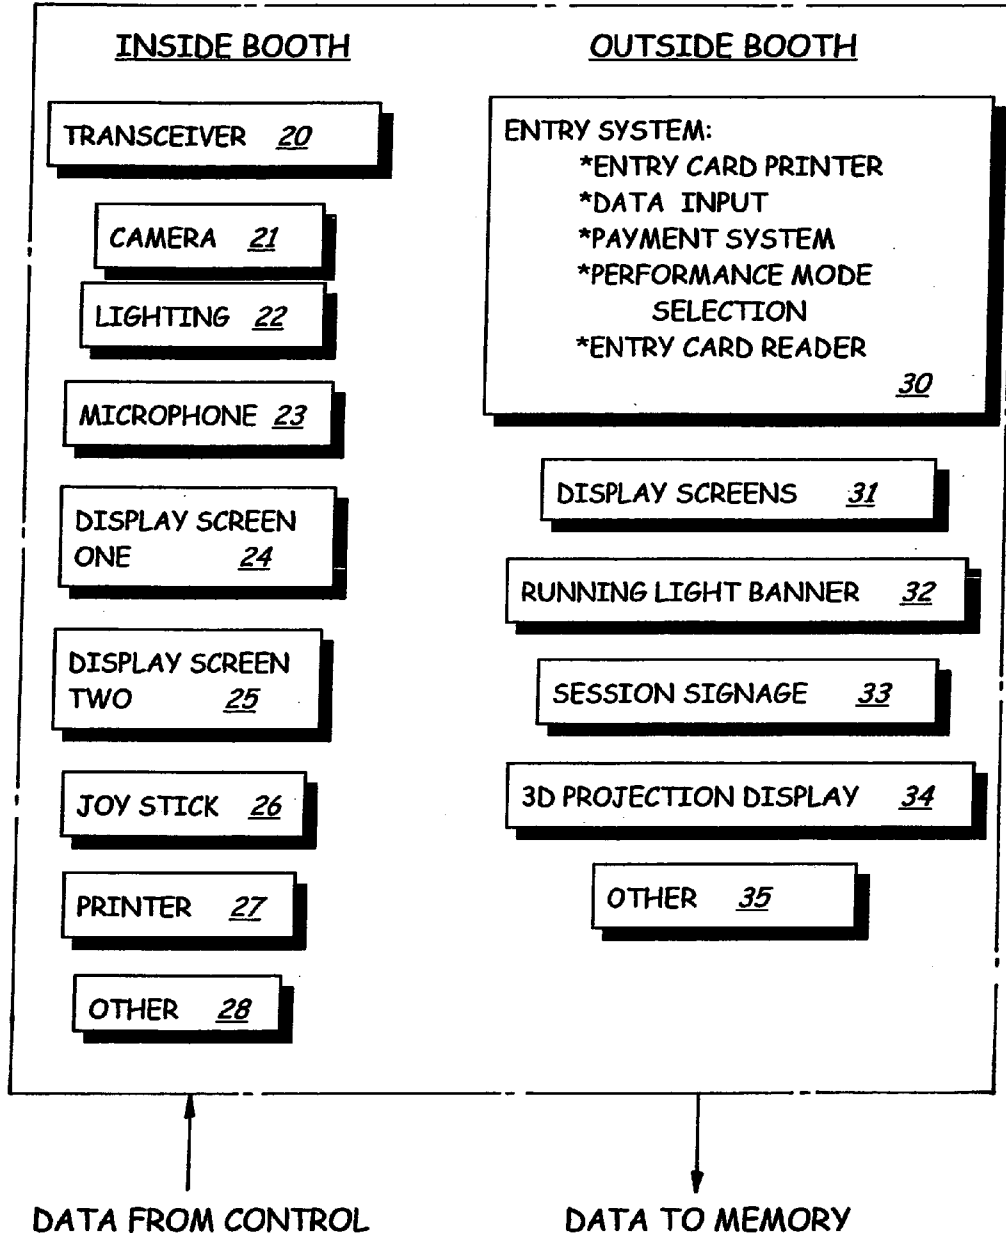 INSIDE BOOTH
TRANSCEIVER 20
CAMERA 21
LIGHTING 22
MICROPHONE 23
DISPLAY SCREEN
ONE 24
DISPLAY SCREEN
TWO 25
JOY STICK 26
PRINTER 27
OTHER 28
OUTSIDE BOOTH
ENTRY SYSTEM:
*ENTRY CARD PRINTER
*DATA INPUT
*PAYMENT SYSTEM
*PERFORMANCE MODE
SELECTION
*ENTRY CARD READER
30
DISPLAY SCREENS 31
RUNNING LIGHT BANNER 32
SESSION SIGNAGE 33
3D PROJECTION DISPLAY 34
OTHER 35
DATA FROM CONTROL
DATA TO MEMORY